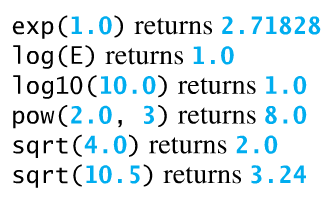 exp(1.0) returns 2.71828
log(E) returns 1.0
log10(10.0) returns 1.0
pow(2.0, 3) returns 8.0
sqrt(4.0) returns 2.0
sqrt(10.5) returns 3.24